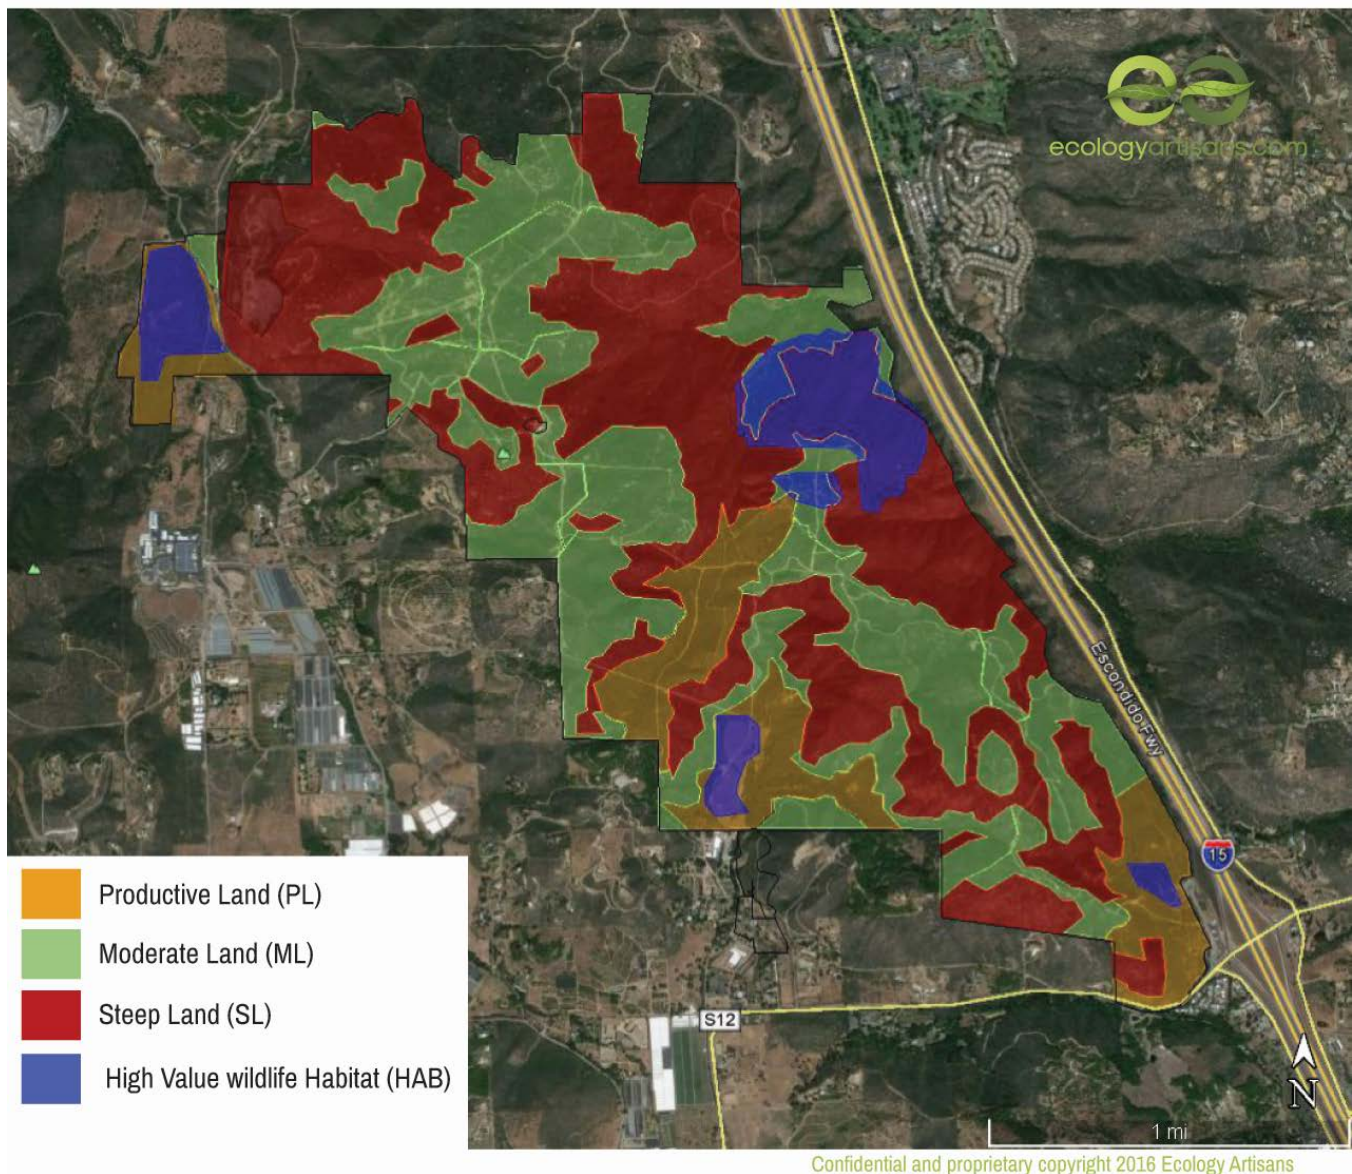 ecologyartisans.com
Escondido Fwy
15
S12
Productive Land (PL)
Moderate Land (ML)
Steep Land (SL)
High Value wildlife Habitat (HAB)
N
1 mi
Confidential and proprietary copyright 2016 Ecology Artisans